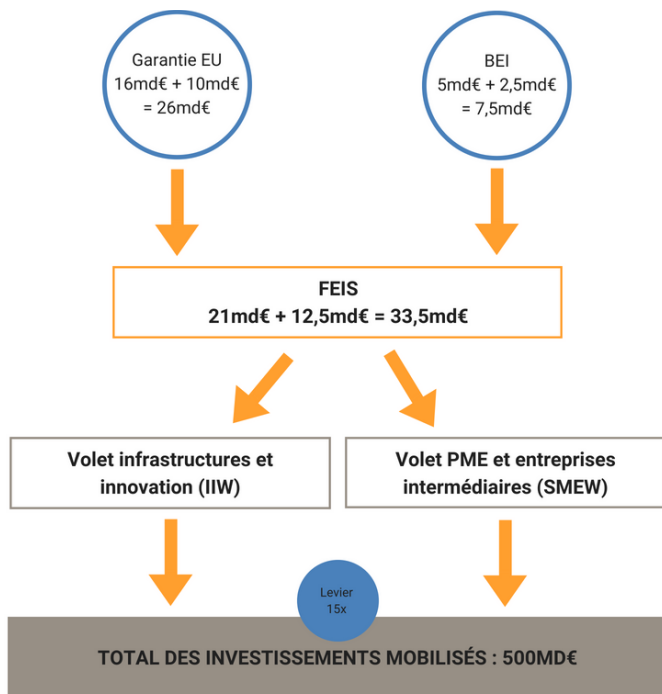 Garantie EU
16md€ + 10md€
= 26md€
BEI
5md€ + 2,5md€
= 7,5md€
FEIS
21md€ + 12,5md€ = 33,5md€
Volet infrastructures et
innovation (IIW)
Volet PME et entreprises
intermédiaires (SMEW)
Levier
15x
TOTAL DES INVESTISSEMENTS MOBILISÉS : 500MD€